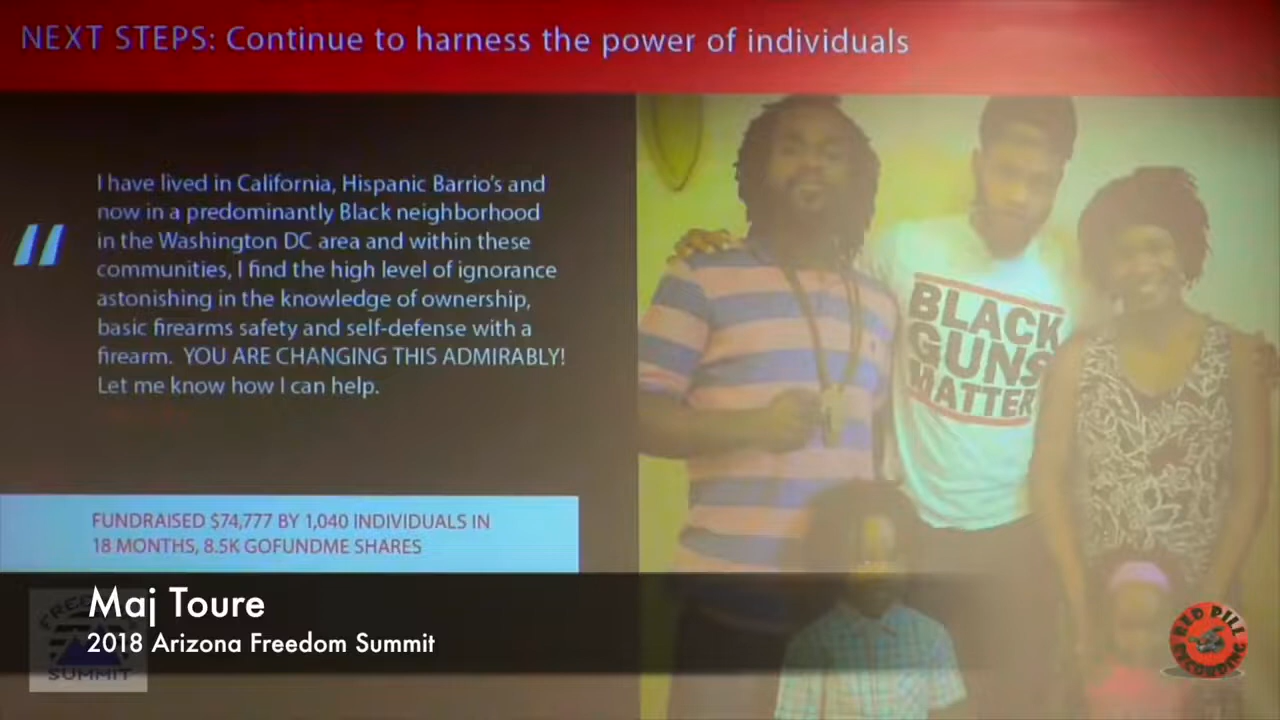 NEXT STEPS: Continue to harness the power of individuals
I have lived in California, Hispanic Barrio's and
now in a predominantly Black neighborhood
in the Washington DC area and within these
communities, I find the high level of ignorance
astonishing in the knowledge of ownership,
basic firearms safety and self-defense with a
firearm. YOU ARE CHANGING THIS ADMIRABLY!
Let me know how I can help.
BLACK
GUNS
MATTER
FUNDRAISED $74,777 BY 1,040 INDIVIDUALS IN
18 MONTHS, 8.5K GOFUNDME SHARES
Maj Toure
2018 Arizona Freedom Summit
SUMMIT
RED PILL
RECORDING